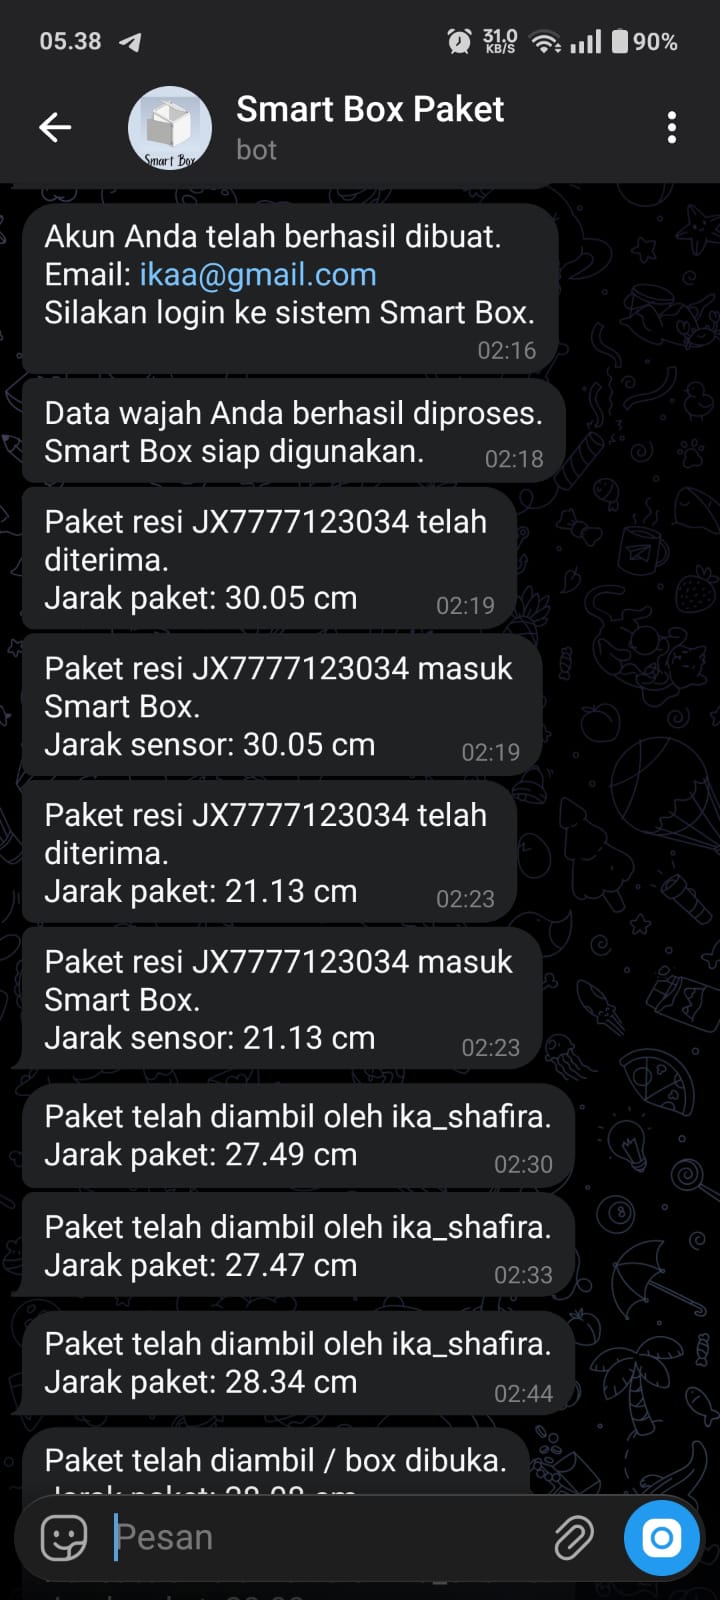 05.38
31.0
KB/S
90%
Smart Box Paket
bot
Smart Box
Akun Anda telah berhasil dibuat.
Email: ikaa@gmail.com
Silakan login ke sistem Smart Box.
02:16
Data wajah Anda berhasil diproses.
Smart Box siap digunakan.
02:18
Paket resi JX7777123034 telah
diterima.
Jarak paket: 30.05 cm
02:19
Paket resi JX7777123034 masuk
Smart Box.
Jarak sensor: 30.05 cm
02:19
Paket resi JX7777123034 telah
diterima.
Jarak paket: 21.13 cm
02:23
Paket resi JX7777123034 masuk
Smart Box.
Jarak sensor: 21.13 cm
02:23
Paket telah diambil oleh ika_shafira.
Jarak paket: 27.49 cm
02:30
Paket telah diambil oleh ika_shafira.
Jarak paket: 27.47 cm
02:33
Paket telah diambil oleh ika_shafira.
Jarak paket: 28.34 cm
02:44
Paket telah diambil / box dibuka.
Pesan